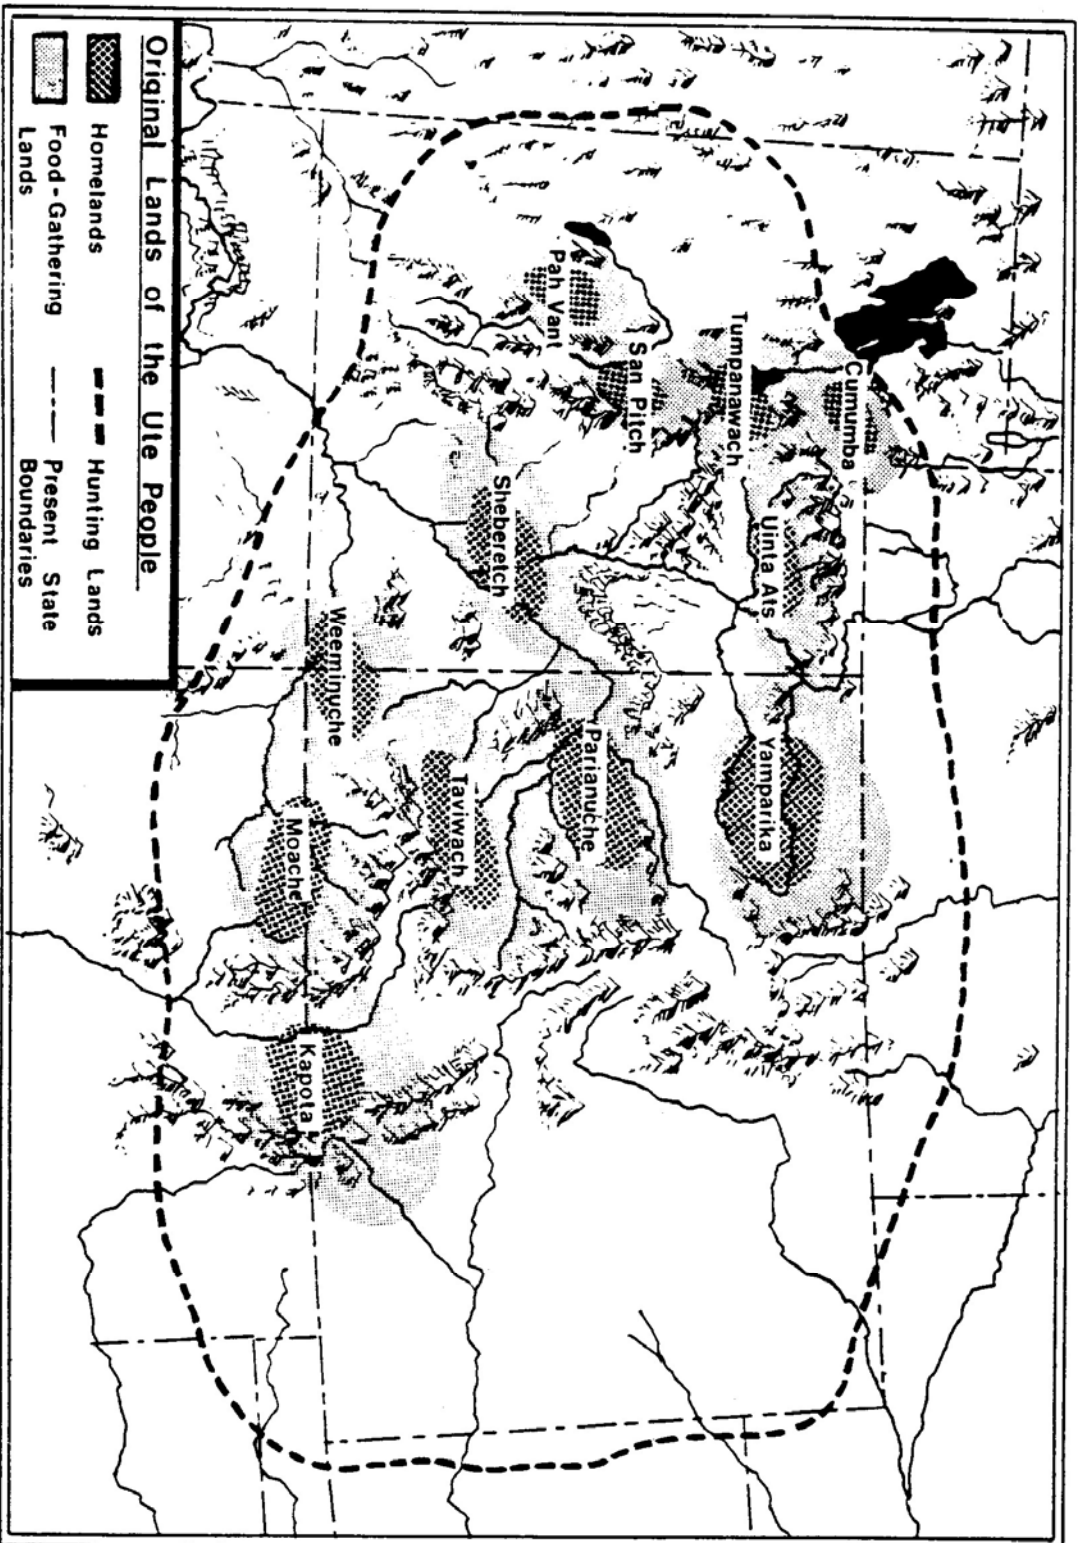 Original Lands of the Ute People
Homelands
Food-Gathering
Lands
Hunting Lands
Present State
Boundaries
Cumumba
Tumpanawach
Uinta Ats
San Pitch
Pah Vant
Sheberetch
Yamparika
Parianuche
Taviwach
Weeminuche
Moache
Kapota